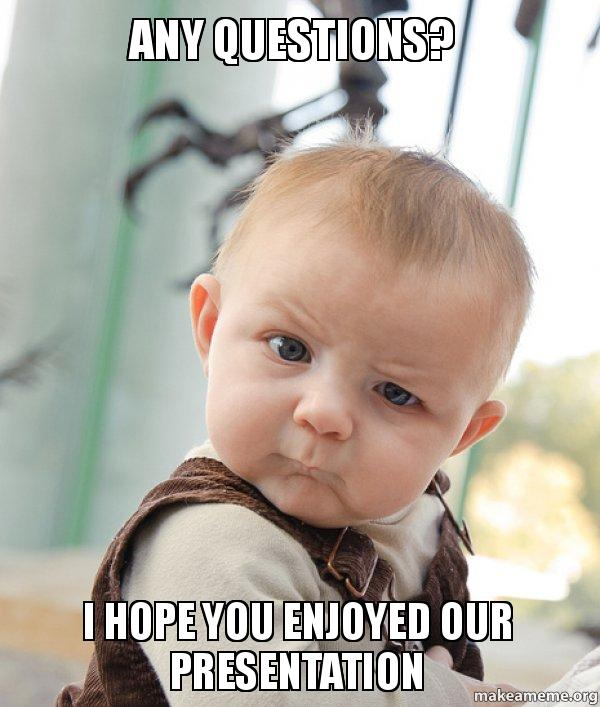 ANY QUESTIONS?
I HOPE YOU ENJOYED OUR
PRESENTATION
makeameme.org